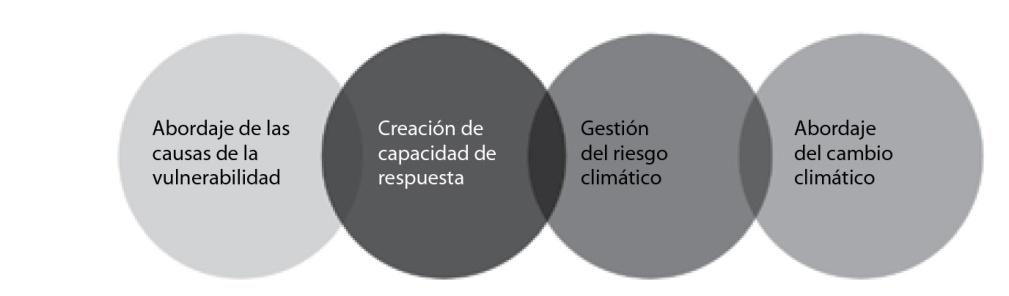 Abordaje de las
causas de la
vulnerabilidad
Creación de
capacidad de
respuesta
Gestión
del riesgo
climático
Abordaje
del cambio
climático